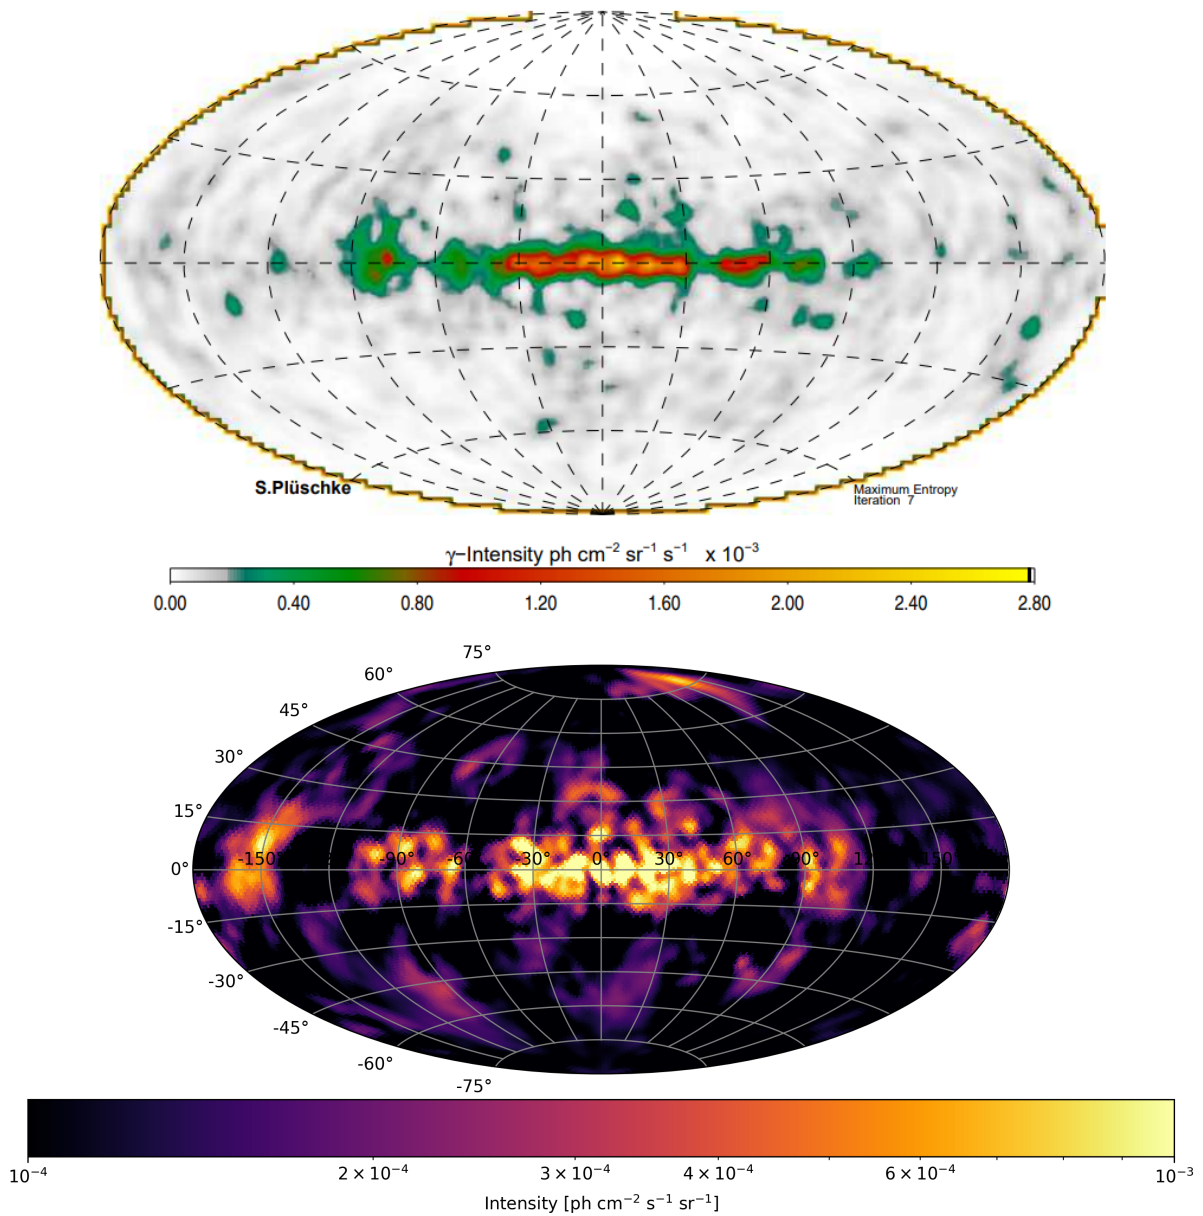 S.Plüschke
Maximum Entropy
Iteration 7
γ−Intensity ph cm⁻² sr⁻¹ s⁻¹ x 10⁻³
0.00 0.40 0.80 1.20 1.60 2.00 2.40 2.80
75°
60°
45°
30°
15°
0° -150 -90° -60 -30° 0° 30° 60° 90° 150
-15°
-30°
-45°
-60°
-75°
10⁻⁴ 2 × 10⁻⁴ 3 × 10⁻⁴ 4 × 10⁻⁴ 6 × 10⁻⁴ 10⁻³
Intensity [ph cm⁻² s⁻¹ sr⁻¹]